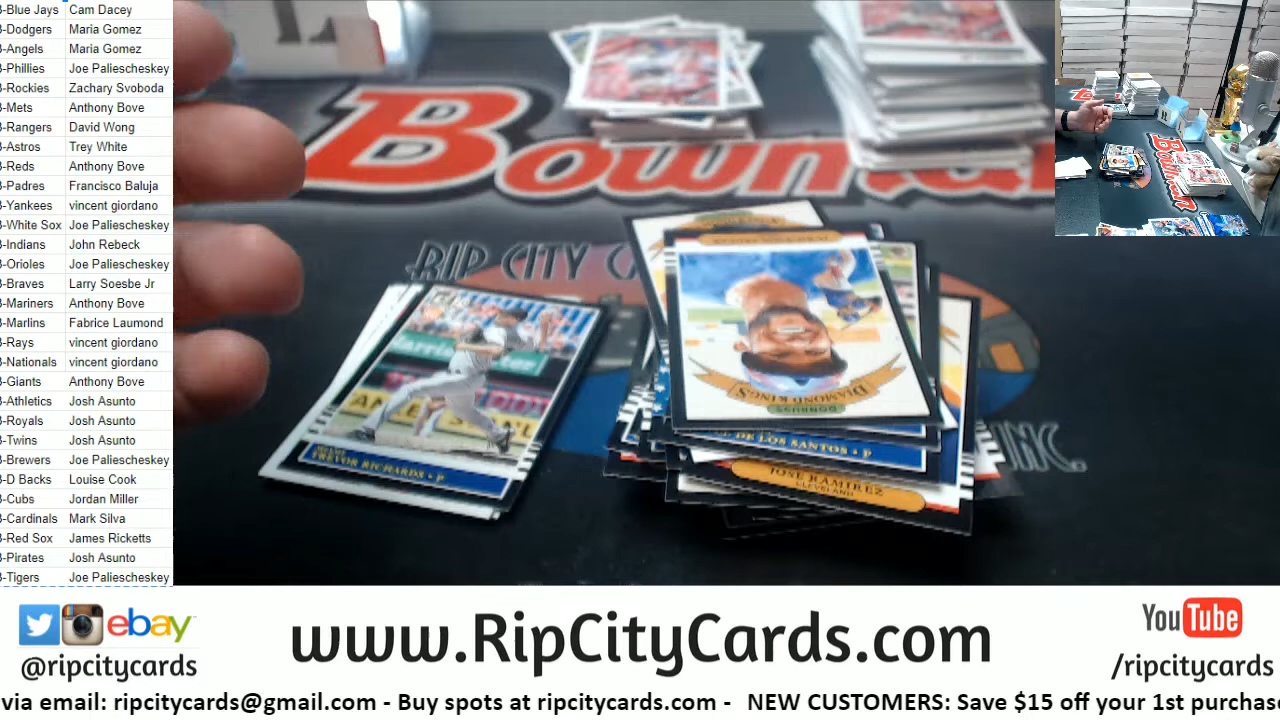 B-Blue Jays Cam Dacey
B-Dodgers Maria Gomez
B-Angels Maria Gomez
B-Phillies Joe Paliescheskey
B-Rockies Zachary Svoboda
B-Mets Anthony Bove
B-Rangers David Wong
B-Astros Trey White
B-Reds Anthony Bove
B-Padres Francisco Baluja
B-Yankees vincent giordano
B-White Sox Joe Paliescheskey
B-Indians John Rebeck
B-Orioles Joe Paliescheskey
B-Braves Larry Soesbe Jr
B-Mariners Anthony Bove
B-Marlins Fabrice Laumond
B-Rays vincent giordano
B-Nationals vincent giordano
B-Giants Anthony Bove
B-Athletics Josh Asunto
B-Royals Josh Asunto
B-Twins Josh Asunto
B-Brewers Joe Paliescheskey
B-D Backs Louise Cook
B-Cubs Jordan Miller
B-Cardinals Mark Silva
B-Red Sox James Ricketts
B-Pirates Josh Asunto
B-Tigers Joe Paliescheskey
Bowman
RIP CITY C
INC.
TREVOR RICHARDS • P
DIAMOND KINGS
DONRUSS
DE LOS SANTOS • P
JOSE RAMIREZ
CLEVELAND
Bowman
ebay
@ripcitycards
www.RipCityCards.com
YouTube
/ripcitycards
via email: ripcitycards@gmail.com - Buy spots at ripcitycards.com - NEW CUSTOMERS: Save $15 off your 1st purchase